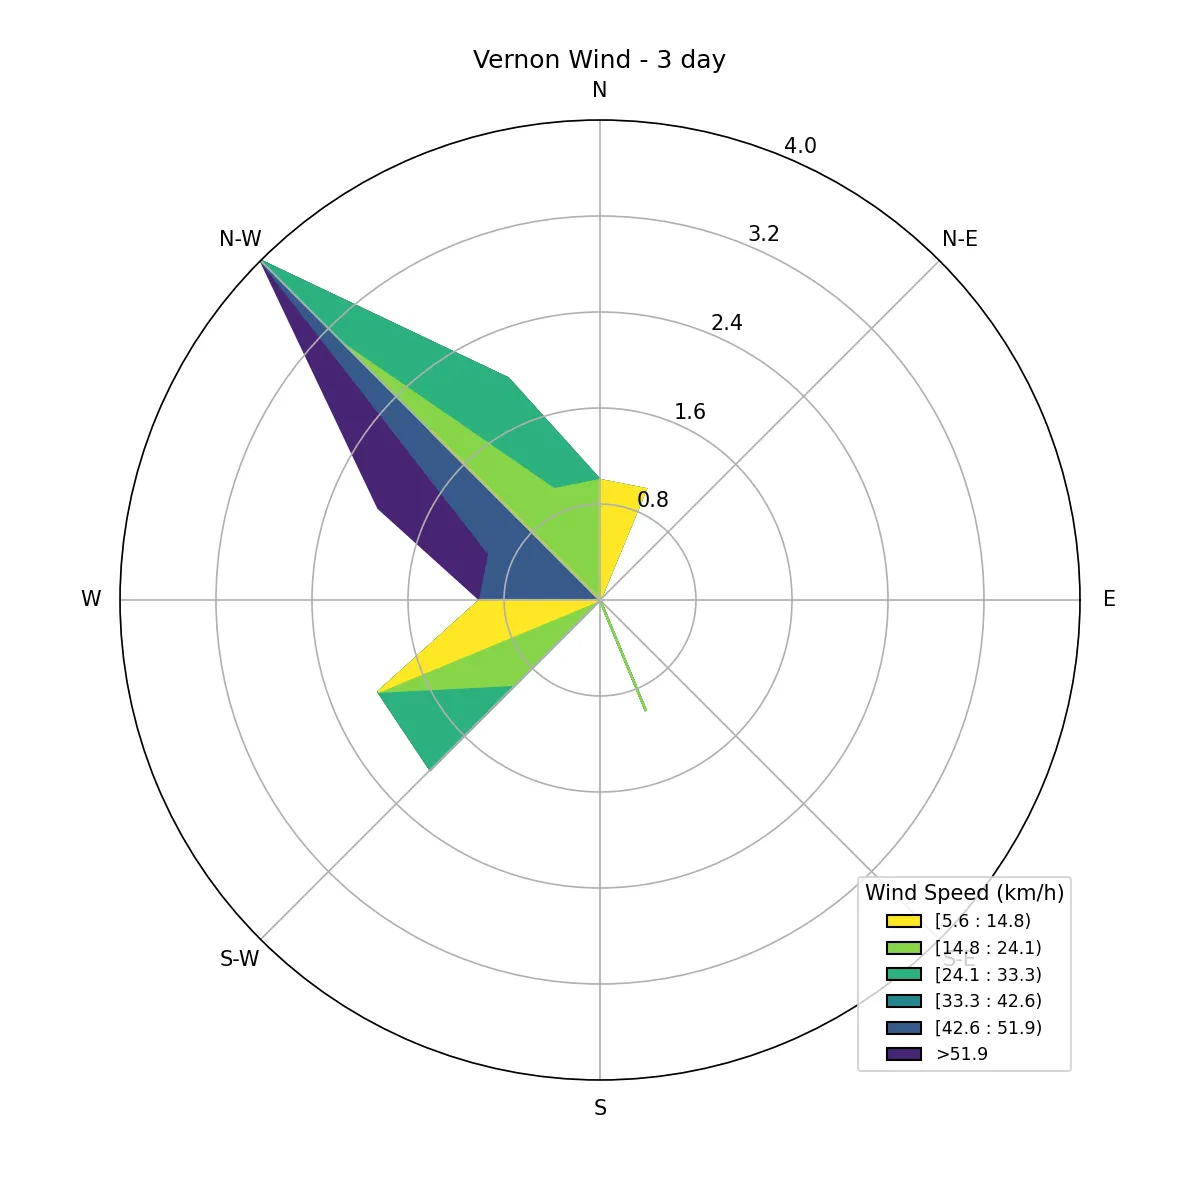 Vernon Wind - 3 day
N
4.0
N-W
3.2
N-E
2.4
1.6
0.8
W
E
S-W
S-E
S
Wind Speed (km/h)
[5.6 : 14.8)
[14.8 : 24.1)
[24.1 : 33.3)
[33.3 : 42.6)
[42.6 : 51.9)
>51.9